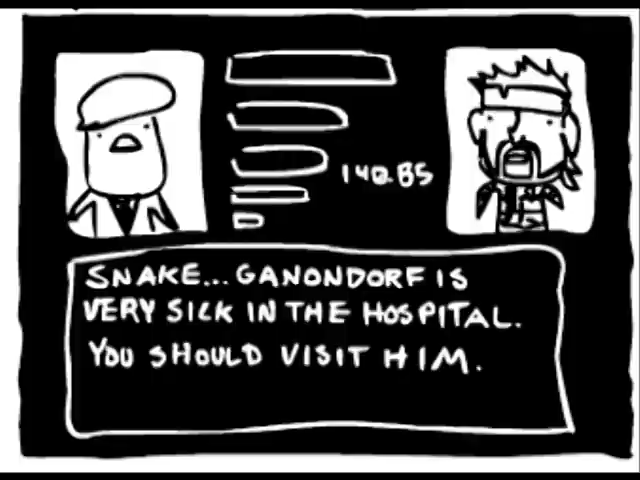 140.85
SNAKE... GANONDORF IS
VERY SICK IN THE HOSPITAL.
YOU SHOULD VISIT HIM.